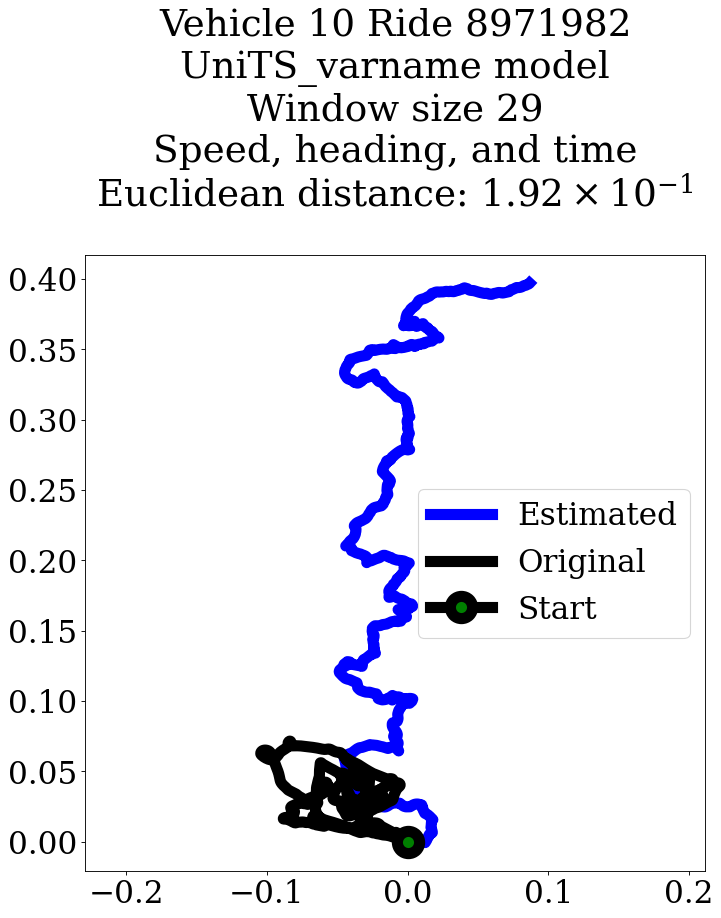 Vehicle 10 Ride 8971982
UniTS_varname model
Window size 29
Speed, heading, and time
Euclidean distance: 1.92 × 10⁻¹
0.40
0.35
0.30
0.25
0.20
0.15
0.10
0.05
0.00
Estimated
Original
Start
−0.2 −0.1 0.0 0.1 0.2